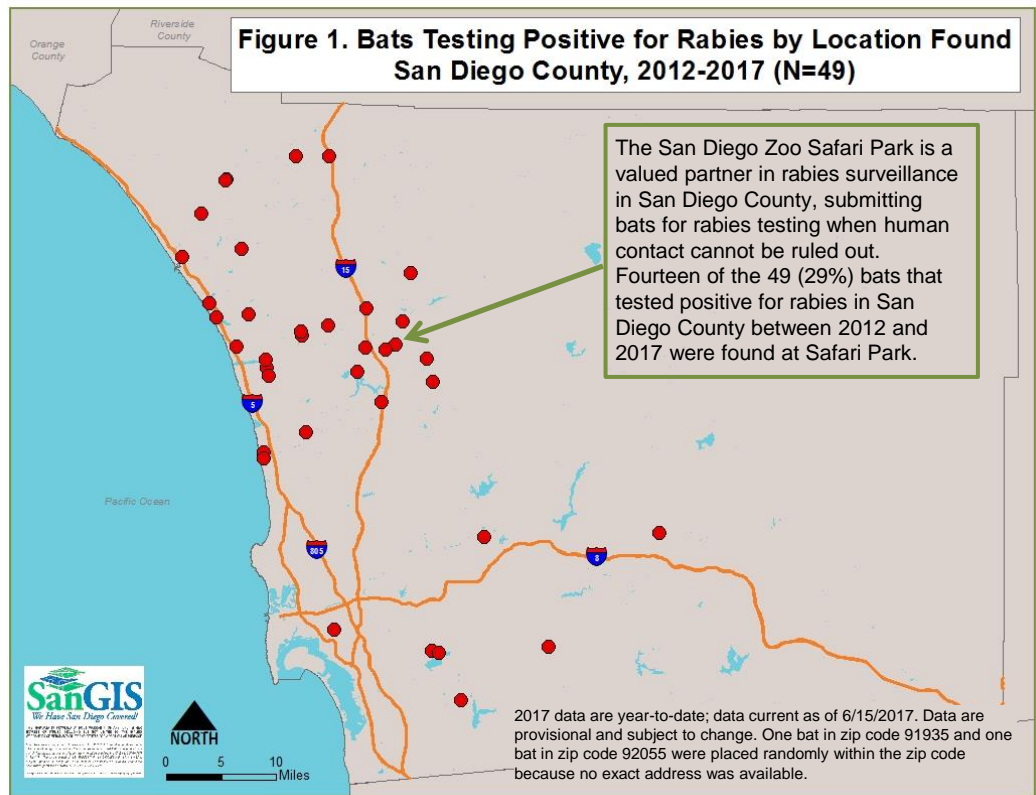 Riverside
County
Orange
County
Figure 1. Bats Testing Positive for Rabies by Location Found
San Diego County, 2012-2017 (N=49)
The San Diego Zoo Safari Park is a
valued partner in rabies surveillance
in San Diego County, submitting
bats for rabies testing when human
contact cannot be ruled out.
Fourteen of the 49 (29%) bats that
tested positive for rabies in San
Diego County between 2012 and
2017 were found at Safari Park.
15
5
Pacific Ocean
805
8
SanGIS
We Have San Diego Covered!
NORTH
0 5 10
Miles
2017 data are year-to-date; data current as of 6/15/2017. Data are
provisional and subject to change. One bat in zip code 91935 and one
bat in zip code 92055 were placed randomly within the zip code
because no exact address was available.